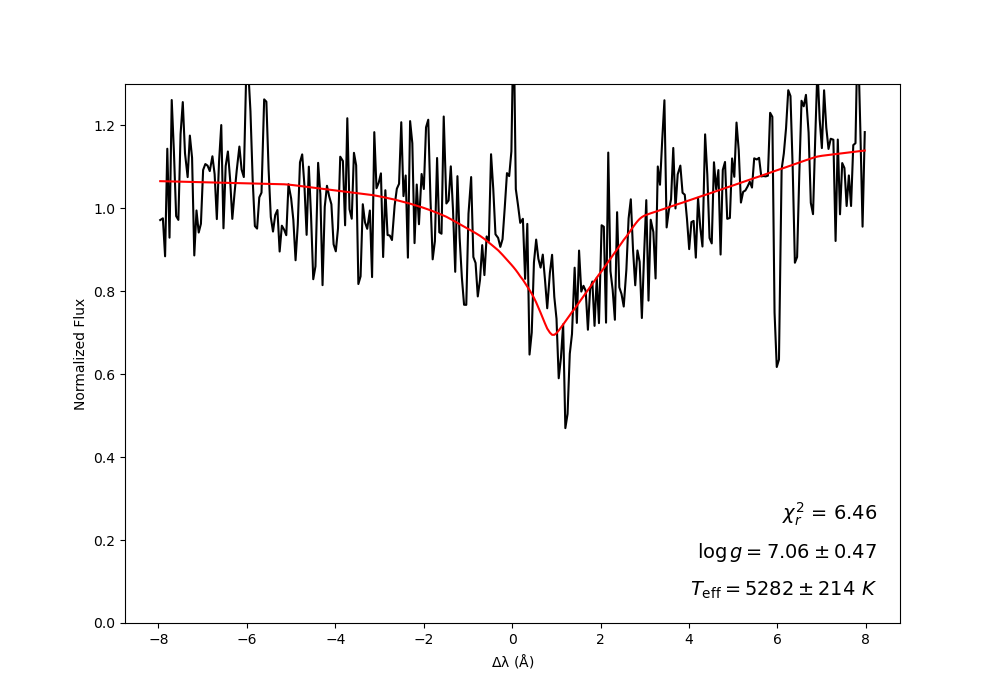 1.2
1.0
0.8
0.6
0.4
0.2
0.0
Normalized Flux
χ²ᵣ = 6.46
log g = 7.06 ± 0.47
T_eff = 5282 ± 214 K
−8 −6 −4 −2 0 2 4 6 8
Δλ (Å)